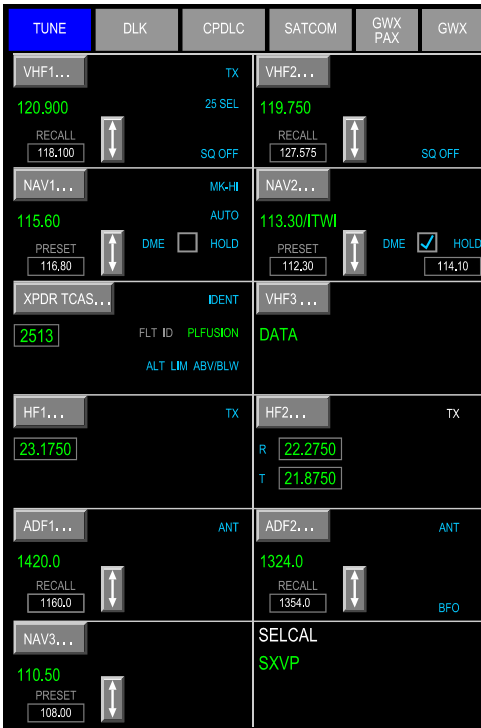 TUNE DLK CPDLC SATCOM GWX PAX GWX
VHF1... TX
120.900 25 SEL
RECALL
118.100 SQ OFF
VHF2...
119.750
RECALL
127.575 SQ OFF
NAV1... MK-HI
115.60 AUTO
PRESET DME HOLD
116.80
NAV2...
113.30/ITWI
PRESET DME HOLD
112.30 114.10
XPDR TCAS... IDENT
2513 FLT ID PLFUSION
ALT LIM ABV/BLW
VHF3...
DATA
HF1... TX
23.1750
HF2... TX
R 22.2750
T 21.8750
ADF1... ANT
1420.0
RECALL
1160.0
ADF2... ANT
1324.0
RECALL
1354.0 BFO
NAV3...
110.50
PRESET
108.00
SELCAL
SXVP